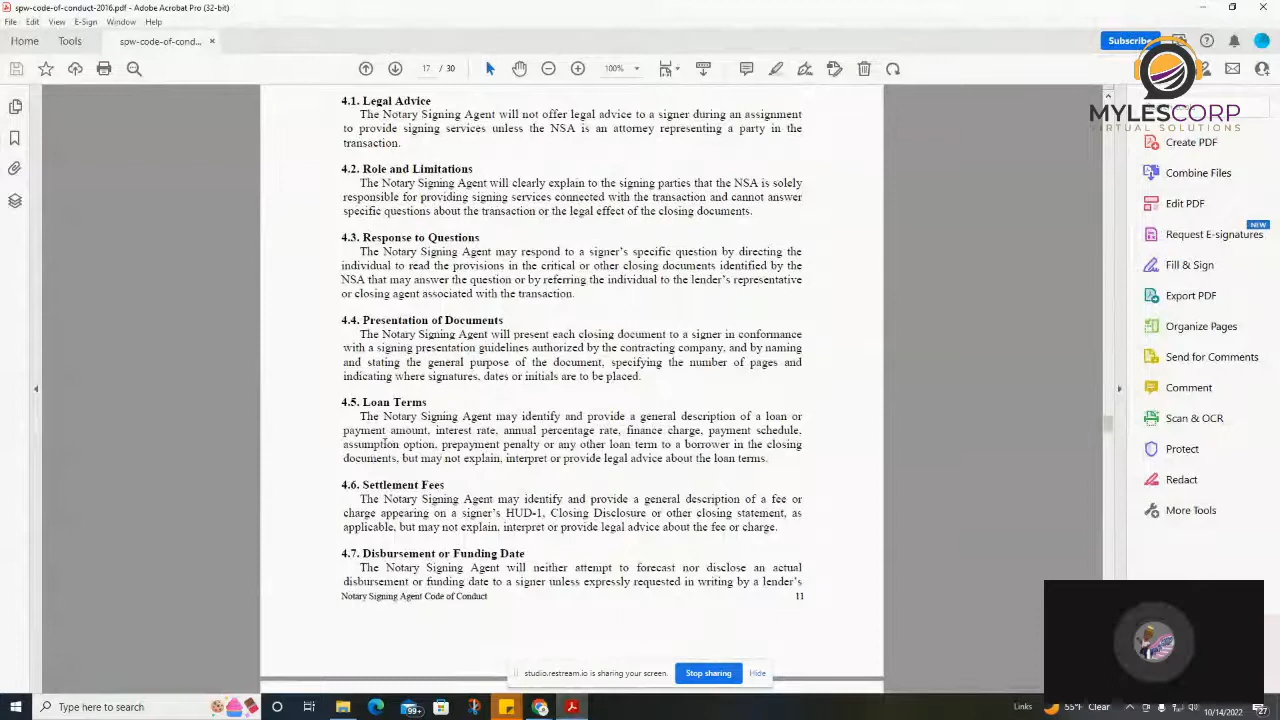 spw-code-of-conduct-2016.pdf - Adobe Acrobat Pro (32-bit)
File Edit View E-Sign Window Help
Home Tools spw-code-of-cond... × Subscribe
17 / 30 100%
MYLESCORP
VIRTUAL SOLUTIONS
4.1. Legal Advice
The Notary Signing Agent will not offer legal advice to a signer during an assignment
to provide signing services unless the NSA is an attorney representing a party in the
transaction.
4.2. Role and Limitations
The Notary Signing Agent will clearly explain to the signing parties that the NSA is solely
responsible for providing signing services connected with the transaction and cannot answer
specific questions about the transaction or the legal effect of the closing documents.
4.3. Response to Questions
The Notary Signing Agent may respond to a signer's specific question by directing the
individual to read the provisions in the critical or other closing documents identified by the
NSA that may answer the question or by referring the individual to the lender's representative
or closing agent associated with the transaction.
4.4. Presentation of Documents
The Notary Signing Agent will present each closing document to a signer in conformance
with a signing presentation guidelines authorized by the contracting company, and by naming
and stating the general purpose of the document, specifying the number of pages and
indicating where signatures, dates or initials are to be placed.
4.5. Loan Terms
The Notary Signing Agent may identify and provide a general description of a loan or
payment amount, interest rate, annual percentage rate, finance charge, payment schedule,
assumption option, prepayment penalty or any other loan term to a borrower in the closing
documents, but may not explain, interpret or provide legal advice about the loan terms.
4.6. Settlement Fees
The Notary Signing Agent may identify and provide a general description of a fee or
charge appearing on a signer's HUD-1, Closing Disclosure or other closing statement, as
applicable, but may not explain, interpret or provide legal advice about the fee or charge.
4.7. Disbursement or Funding Date
The Notary Signing Agent will neither attempt to forecast nor disclose an actual
disbursement or funding date to a signer unless expressly requested in writing by a lender's
Notary Signing Agent Code of Conduct 11
Create PDF
Combine Files
Edit PDF
NEW
Request E-signatures
Fill & Sign
Export PDF
Organize Pages
Send for Comments
Comment
Scan & OCR
Protect
Redact
More Tools
studio.restream.io is sharing your screen. Stop sharing Hide
Type here to search 99+ Links 55° Clear
10/14/2022 27